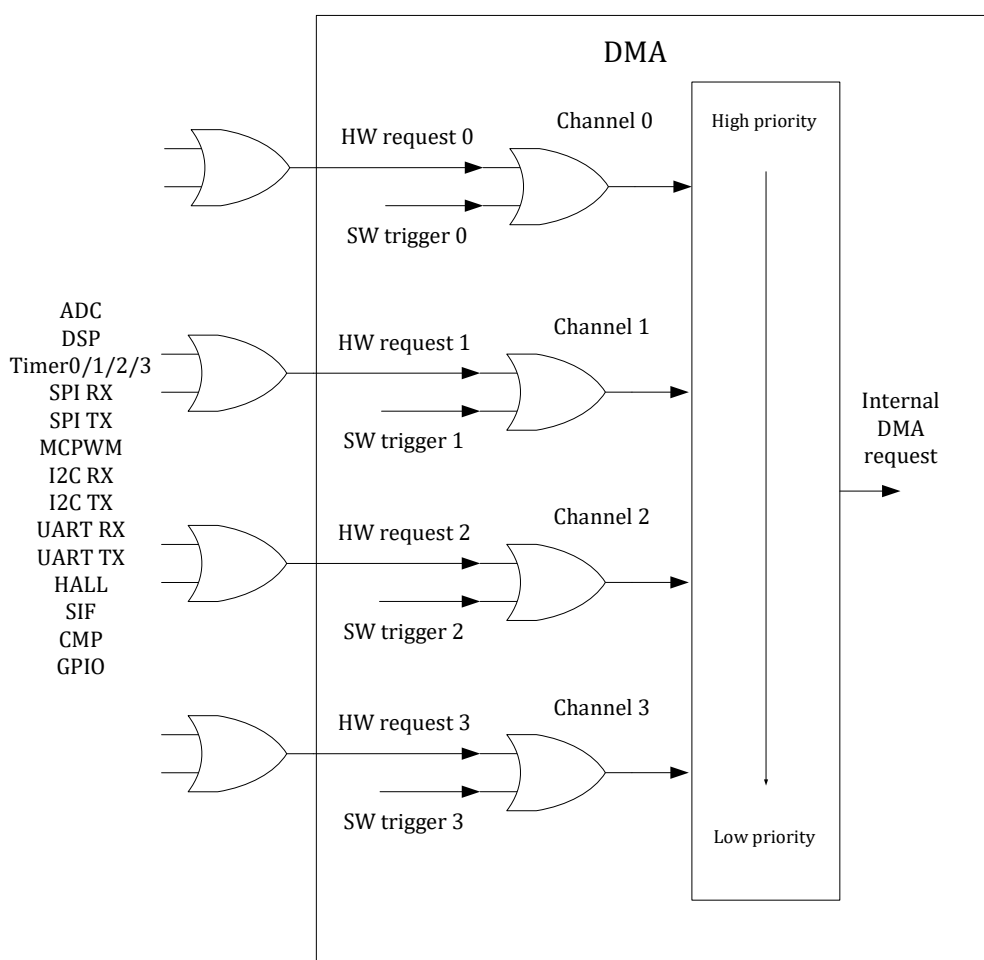 DMA
High priority
HW request 0
Channel 0
SW trigger 0
ADC
DSP
Timer0/1/2/3
SPI RX
SPI TX
MCPWM
I2C RX
I2C TX
UART RX
UART TX
HALL
SIF
CMP
GPIO
HW request 1
Channel 1
SW trigger 1
HW request 2
Channel 2
SW trigger 2
HW request 3
Channel 3
SW trigger 3
Low priority
Internal
DMA
request